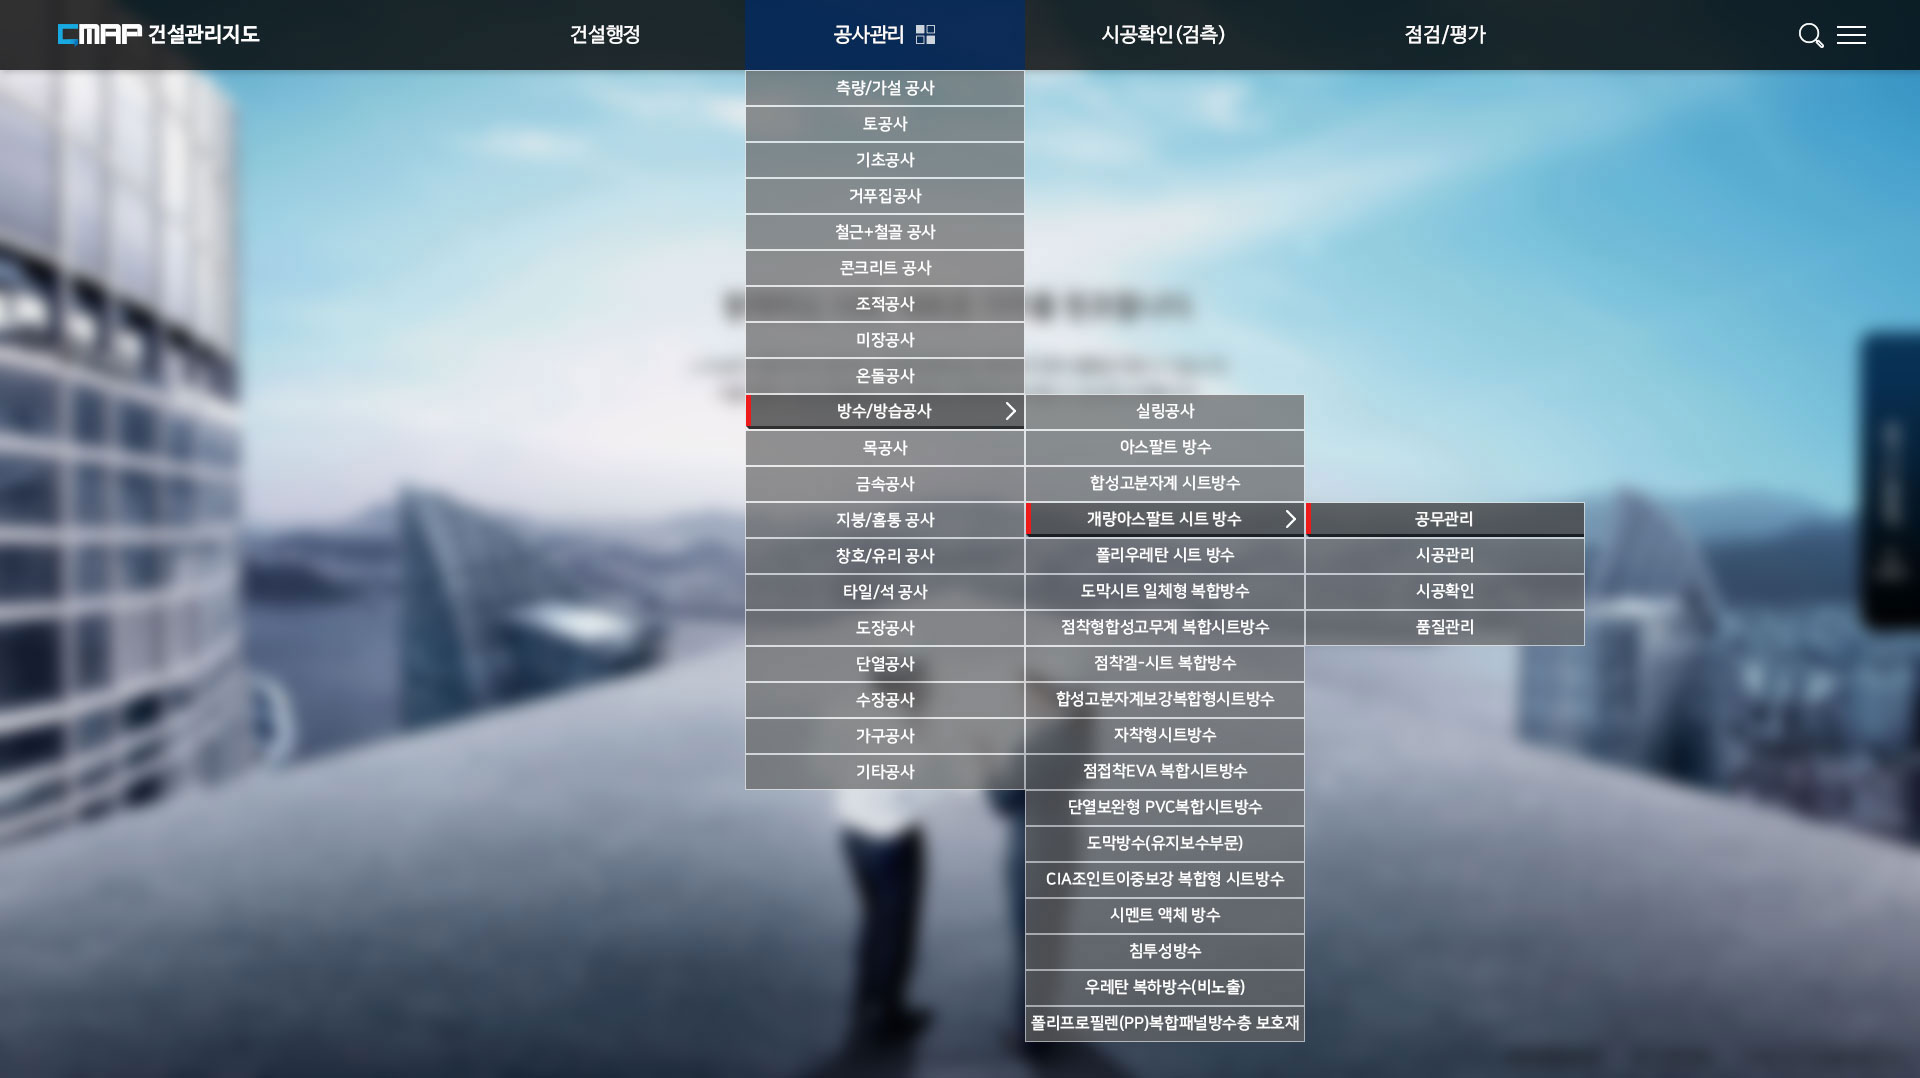 CMAP 건설관리지도
건설행정
공사관리
시공확인(검측)
점검/평가
측량/가설 공사
토공사
기초공사
거푸집공사
철근+철골 공사
콘크리트 공사
조적공사
미장공사
온돌공사
방수/방습공사
목공사
금속공사
지붕/홈통 공사
창호/유리 공사
타일/석 공사
도장공사
단열공사
수장공사
가구공사
기타공사
실링공사
아스팔트 방수
합성고분자계 시트방수
개량아스팔트 시트 방수
폴리우레탄 시트 방수
도막시트 일체형 복합방수
점착형합성고무계 복합시트방수
점착겔-시트 복합방수
합성고분자계보강복합형시트방수
자착형시트방수
점접착EVA 복합시트방수
단열보완형 PVC복합시트방수
도막방수(유지보수부문)
CIA조인트이중보강 복합형 시트방수
시멘트 액체 방수
침투성방수
우레탄 복하방수(비노출)
폴리프로필렌(PP)복합패널방수층 보호재
공무관리
시공관리
시공확인
품질관리